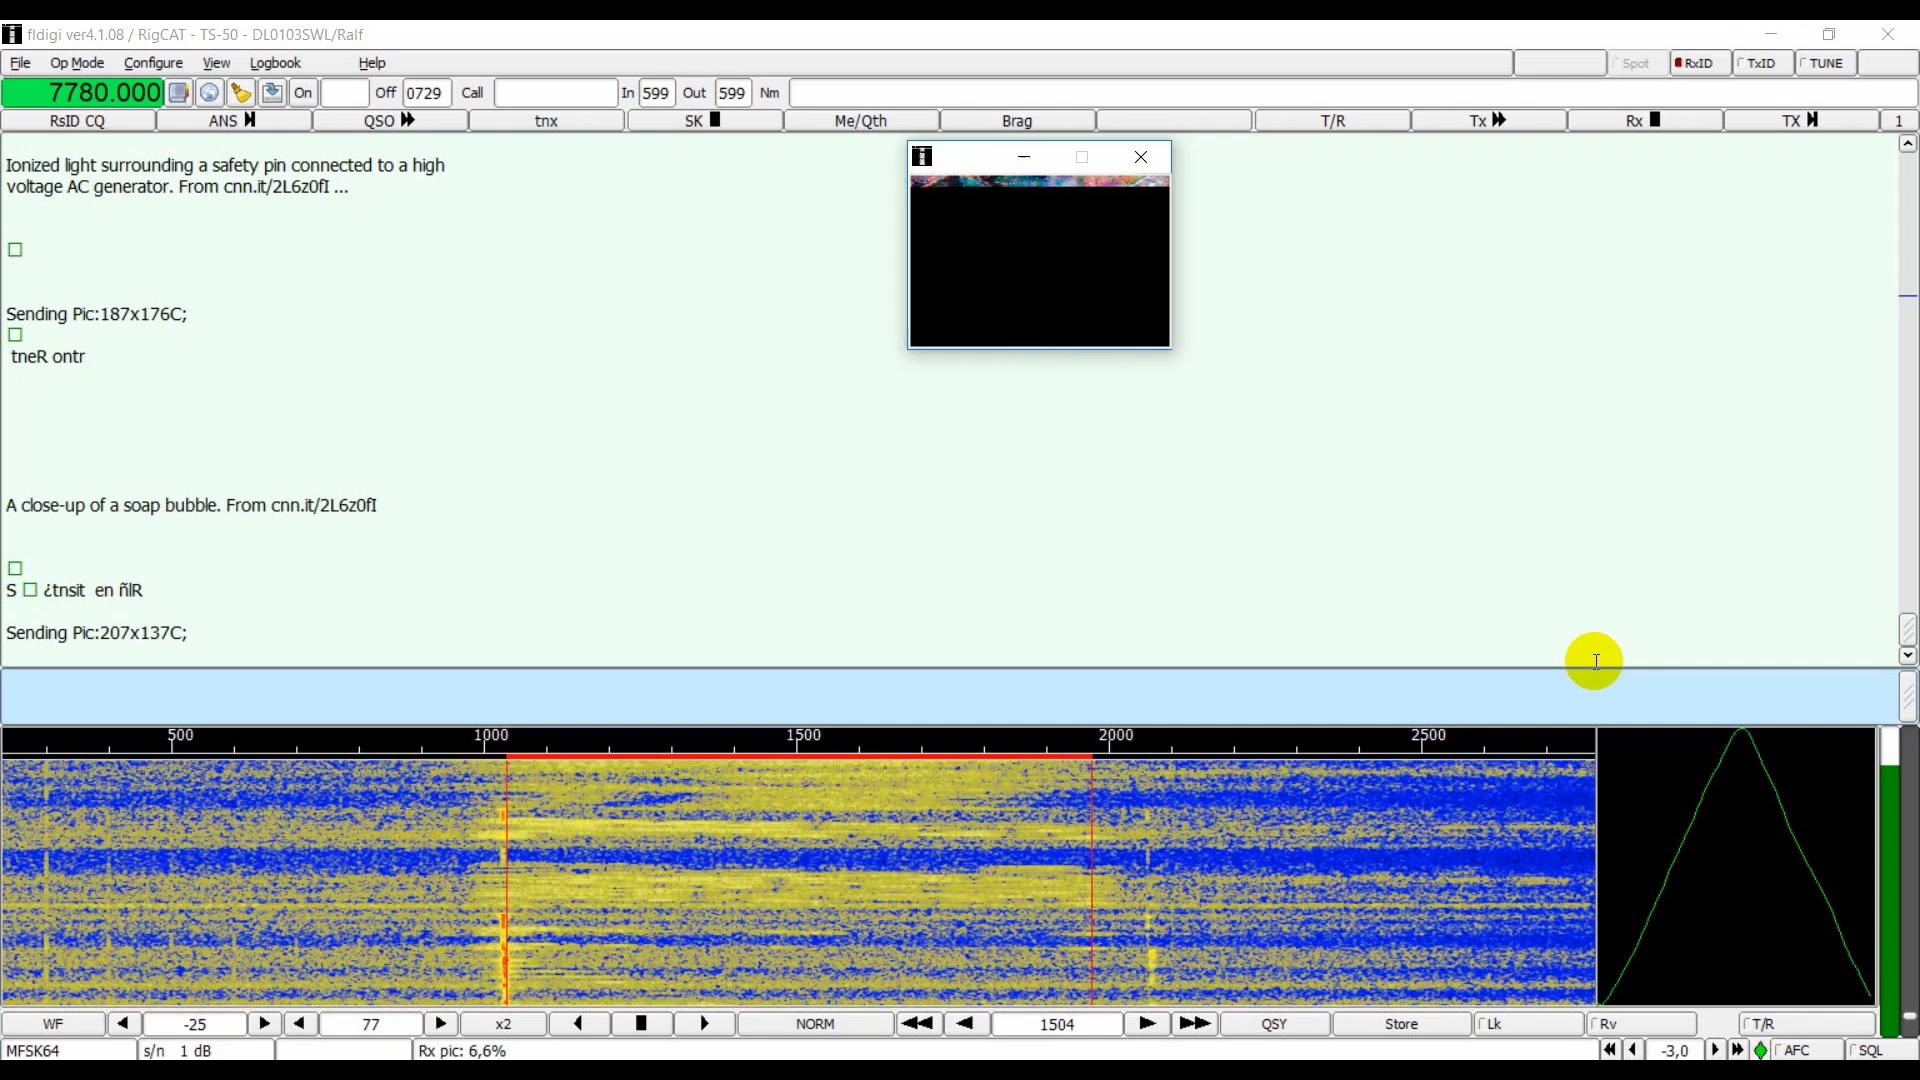 fldigi ver4.1.08 / RigCAT - TS-50 - DL0103SWL/Ralf
File Op Mode Configure View Logbook Help
Spot RxID TxID TUNE
7780.000 On Off 0729 Call In 599 Out 599 Nm
RsID CQ ANS QSO tnx SK Me/Qth Brag T/R Tx Rx TX 1
Ionized light surrounding a safety pin connected to a high
voltage AC generator. From cnn.it/2L6z0fI ...
Sending Pic:187x176C;
tneR ontr
A close-up of a soap bubble. From cnn.it/2L6z0fI
S ¿tnsit en ñlR
Sending Pic:207x137C;
500 1000 1500 2000 2500
WF -25 77 x2 NORM 1504 QSY Store Lk Rv T/R
MFSK64 s/n 1 dB Rx pic: 6,6% -3,0 AFC SQL